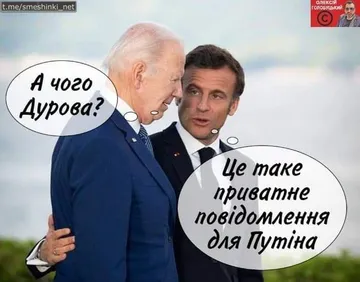 t.me/smeshinki_net
ОЛЕКСІЙ
ГОЛОБУЦЬКИЙ
©
А чого
Дурова?
Це таке
приватне
повідомлення
для Путіна